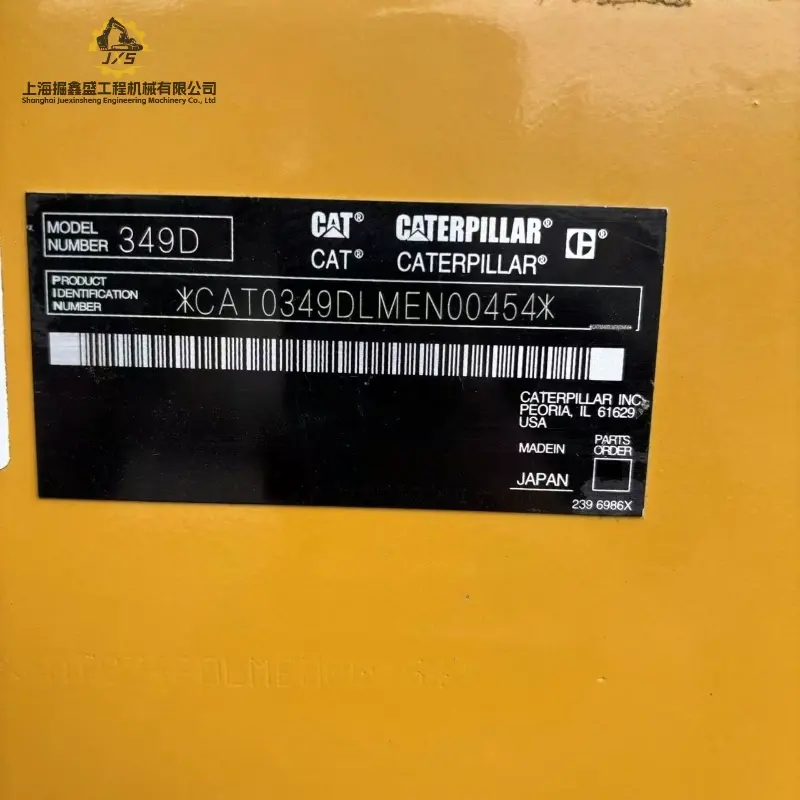 JXS
上海掘鑫盛工程机械有限公司
Shanghai Juexinsheng Engineering Machinery Co., Ltd
MODEL NUMBER 349D
CAT® CATERPILLAR® C®
CAT® CATERPILLAR®
PRODUCT
IDENTIFICATION
NUMBER
*CAT0349DLMEN00454*
CATERPILLAR INC.
PEORIA, IL 61629
USA
MADEIN
PARTS
ORDER
JAPAN
239 6986X